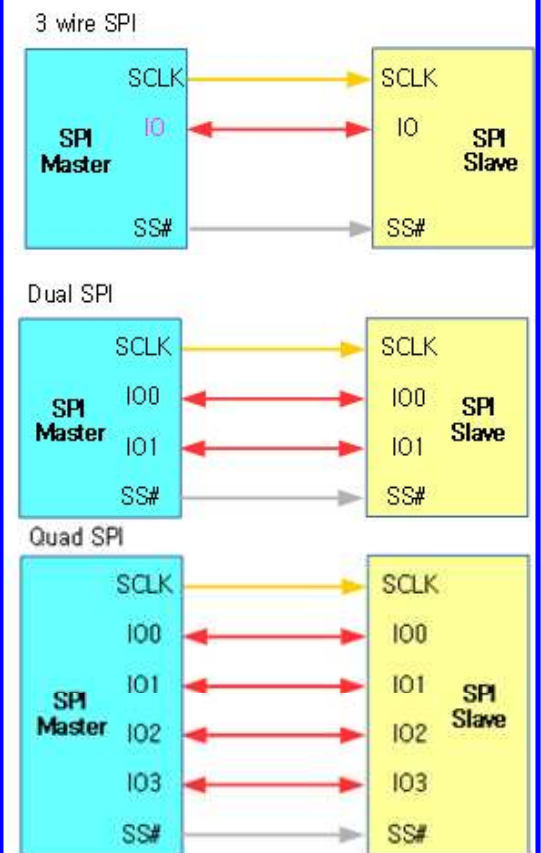 3 wire SPI
SCLK SCLK
IO IO
SPI Master SPI Slave
SS# SS#
Dual SPI
SCLK SCLK
IO0 IO0
SPI Master SPI Slave
IO1 IO1
SS# SS#
Quad SPI
SCLK SCLK
IO0 IO0
IO1 IO1
SPI Master SPI Slave
IO2 IO2
IO3 IO3
SS# SS#